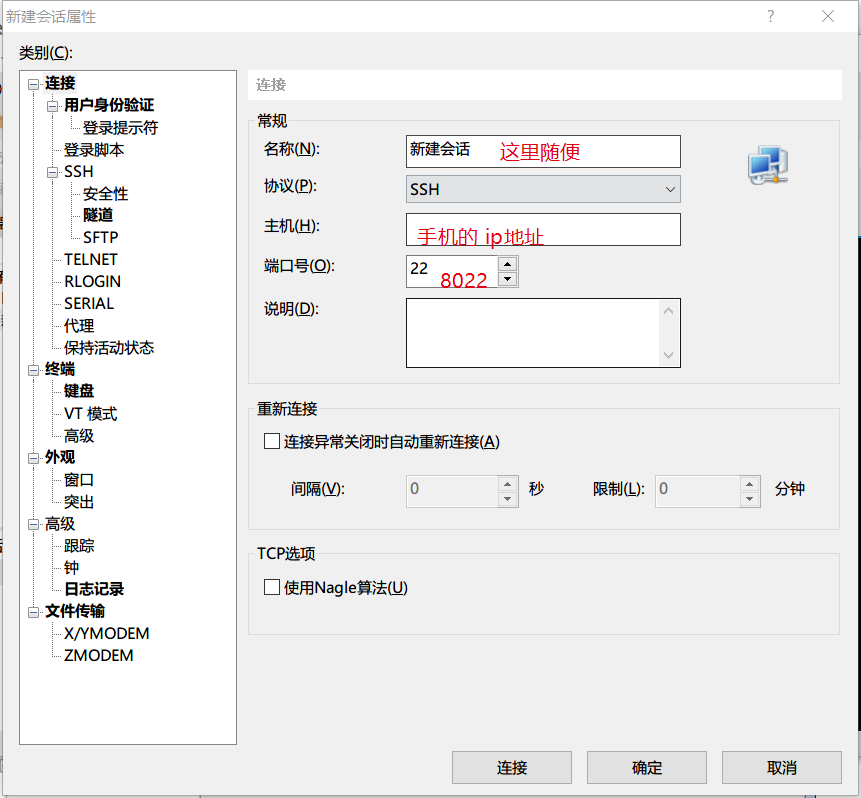 新建会话属性
?
类别(C):
连接
用户身份验证
登录提示符
登录脚本
SSH
安全性
隧道
SFTP
TELNET
RLOGIN
SERIAL
代理
保持活动状态
终端
键盘
VT 模式
高级
外观
窗口
突出
高级
跟踪
钟
日志记录
文件传输
X/YMODEM
ZMODEM
连接
常规
名称(N): 新建会话 这里随便
协议(P): SSH
主机(H): 手机的 ip地址
端口号(O): 22 8022
说明(D):
重新连接
连接异常关闭时自动重新连接(A)
间隔(V): 0 秒 限制(L): 0 分钟
TCP选项
使用Nagle算法(U)
连接 确定 取消